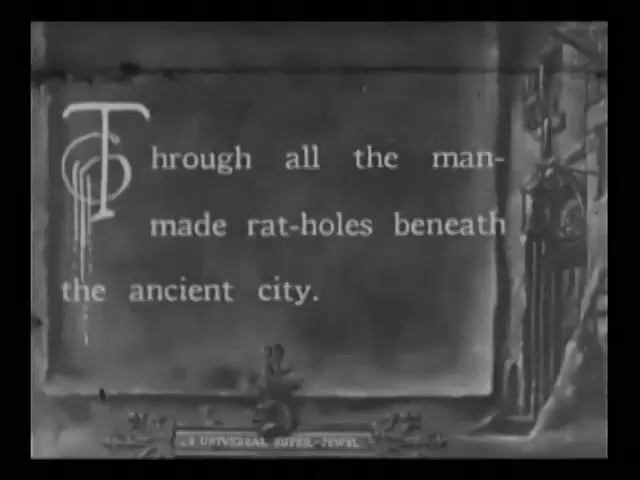 Through all the man-
made rat-holes beneath
the ancient city.
A UNIVERSAL SUPER-JEWEL